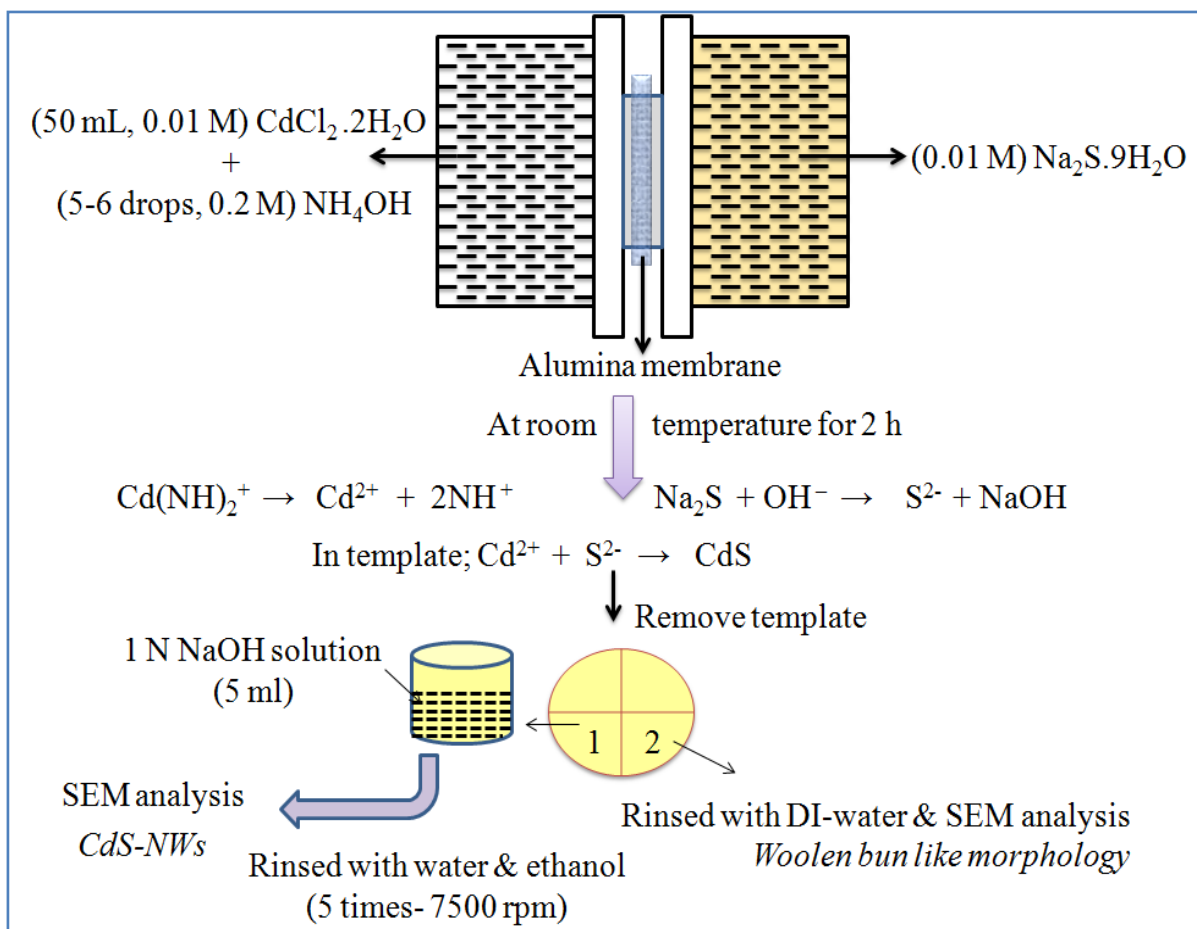 (50 mL, 0.01 M) CdCl₂ .2H₂O
+
(5-6 drops, 0.2 M) NH₄OH
(0.01 M) Na₂S.9H₂O
Alumina membrane
At room temperature for 2 h
Cd(NH)₂⁺ → Cd²⁺ + 2NH⁺
Na₂S + OH⁻ → S²⁻ + NaOH
In template; Cd²⁺ + S²⁻ → CdS
Remove template
1 N NaOH solution
(5 ml)
1 2
SEM analysis
CdS-NWs
Rinsed with water & ethanol
(5 times- 7500 rpm)
Rinsed with DI-water & SEM analysis
Woolen bun like morphology